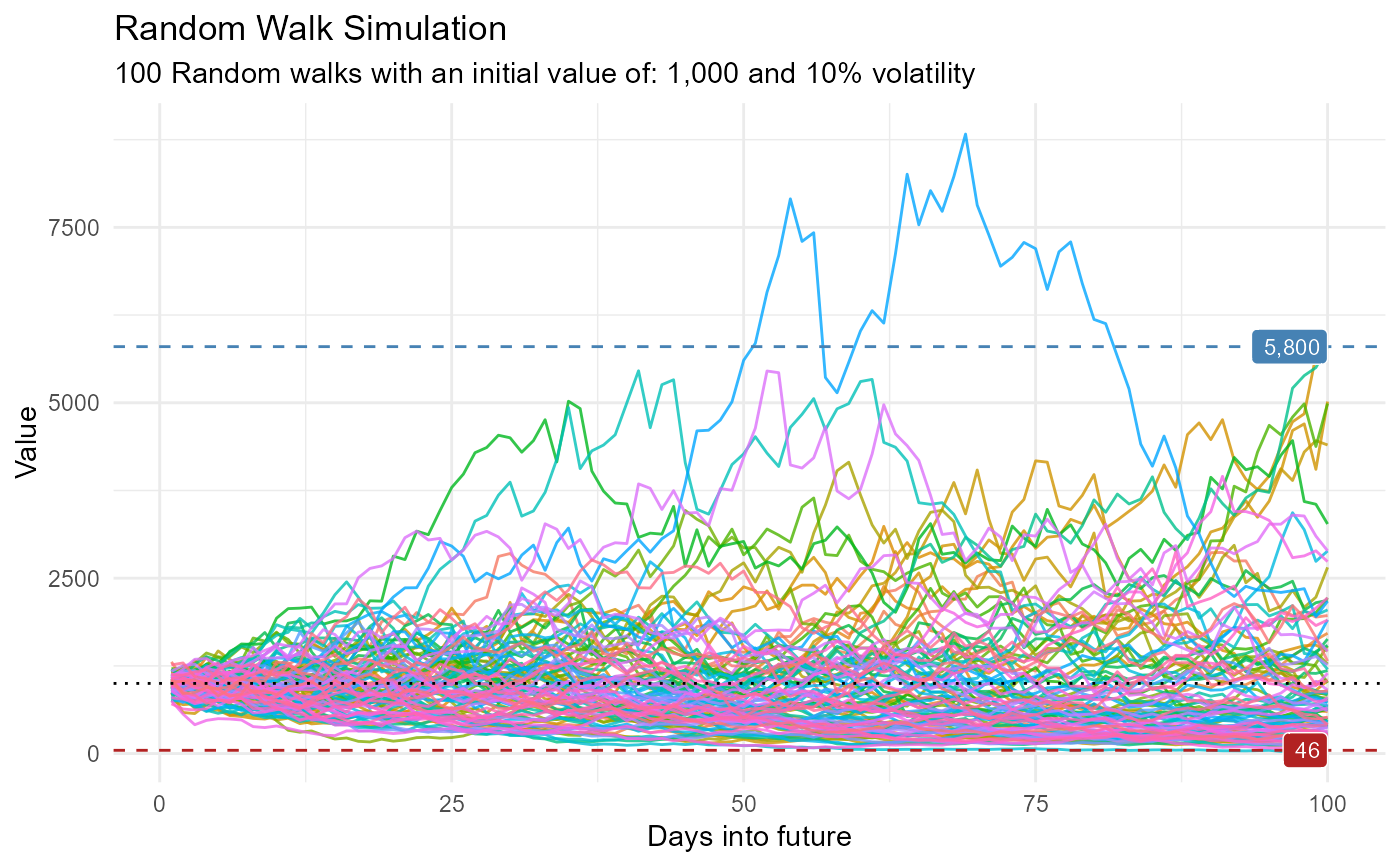 Random Walk Simulation
100 Random walks with an initial value of: 1,000 and 10% volatility
Value
7500
5000
2500
0
5,800
46
0
25
50
75
100
Days into future